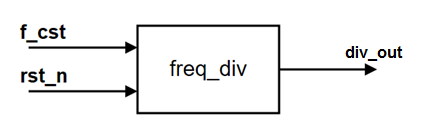 f_cst
rst_n
freq_div
div_out